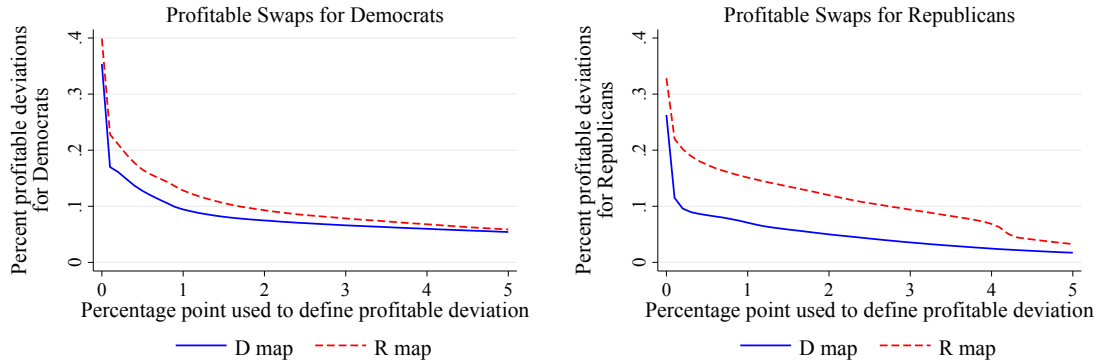 Profitable Swaps for Democrats
Percent profitable deviations
for Democrats
.4
.3
.2
.1
0
0 1 2 3 4 5
Percentage point used to define profitable deviation
D map R map
Profitable Swaps for Republicans
Percent profitable deviations
for Republicans
.4
.3
.2
.1
0
0 1 2 3 4 5
Percentage point used to define profitable deviation
D map R map